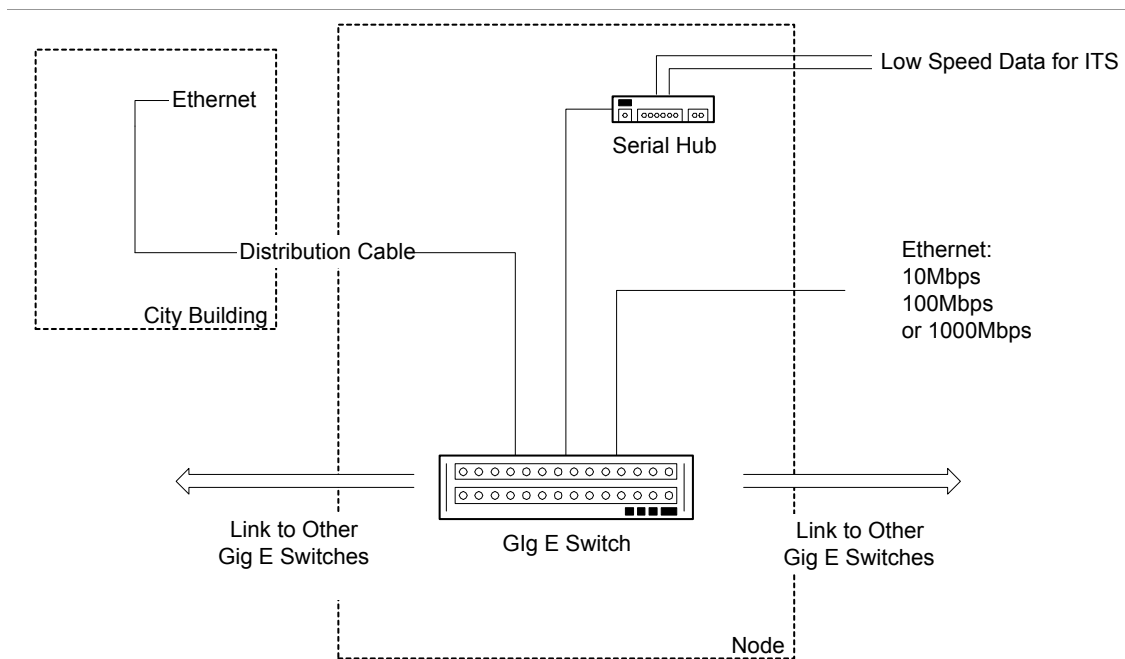 Low Speed Data for ITS
Ethernet
Serial Hub
Distribution Cable
Ethernet:
10Mbps
100Mbps
or 1000Mbps
City Building
Link to Other
Gig E Switches
GIg E Switch
Link to Other
Gig E Switches
Node